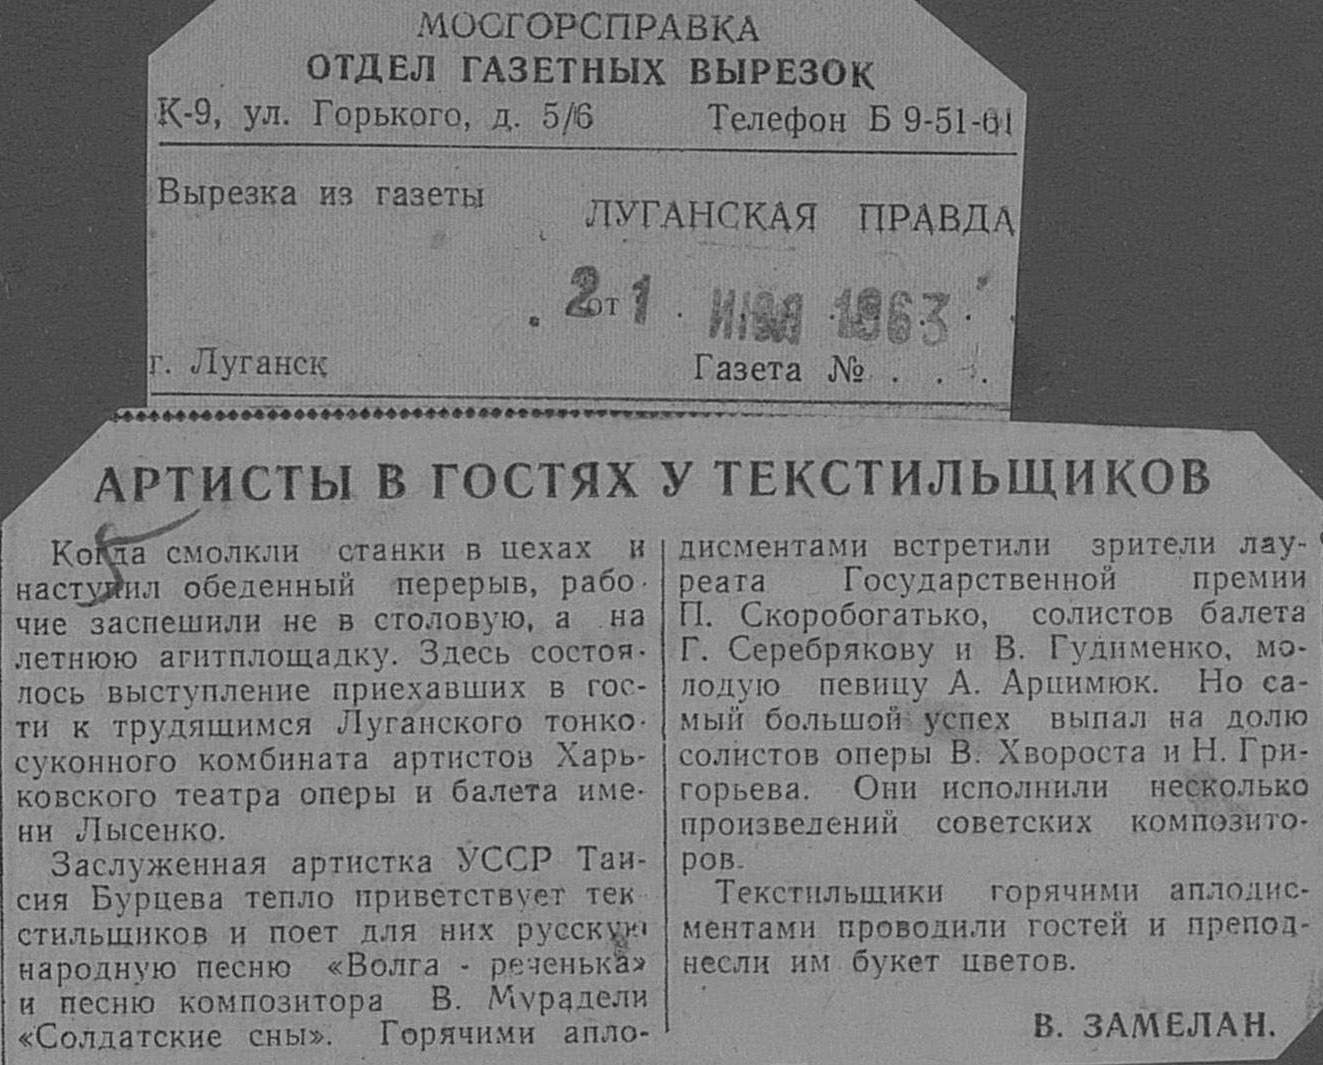 МОСГОРСПРАВКА
ОТДЕЛ ГАЗЕТНЫХ ВЫРЕЗОК
К-9, ул. Горького, д. 5/6 Телефон Б 9-51-61
Вырезка из газеты
ЛУГАНСКАЯ ПРАВДА
. 2 от 1 . 1963 .
г. Луганск Газета № . . .
АРТИСТЫ В ГОСТЯХ У ТЕКСТИЛЬЩИКОВ
Когда смолкли станки в цехах и
наступил обеденный перерыв, рабо-
чие заспешили не в столовую, а на
летнюю агитплощадку. Здесь состоя-
лось выступление приехавших в гос-
ти к трудящимся Луганского тонко-
суконного комбината артистов Харь-
ковского театра оперы и балета име-
ни Лысенко.
Заслуженная артистка УССР Таи-
сия Бурцева тепло приветствует тек
стильщиков и поет для них русскую
народную песню «Волга - реченька»
и песню композитора В. Мурадели
«Солдатские сны». Горячими апло-
дисментами встретили зрители лау-
реата Государственной премии
П. Скоробогатько, солистов балета
Г. Серебрякову и В. Гудименко, мо-
лодую певицу А. Арцимюк. Но са-
мый большой успех выпал на долю
солистов оперы В. Хвороста и Н. Гри-
горьева. Они исполнили несколько
произведений советских композито-
ров.
Текстильщики горячими аплодис-
ментами проводили гостей и препод-
несли им букет цветов.
В. ЗАМЕЛАН.